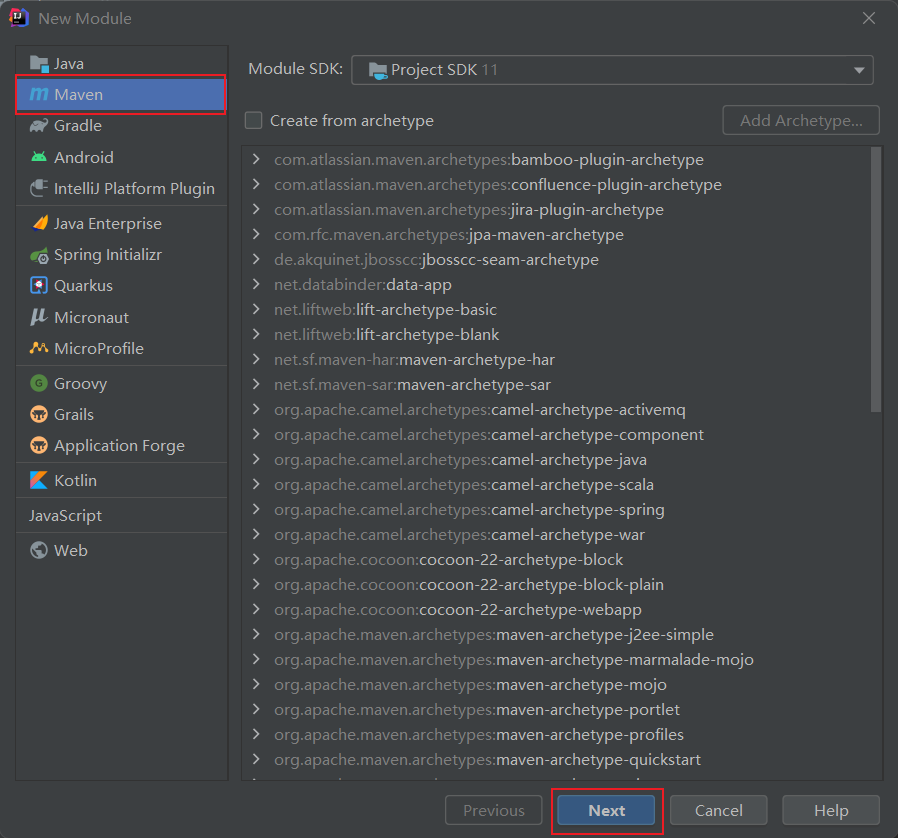 New Module
Java
Maven
Gradle
Android
IntelliJ Platform Plugin
Java Enterprise
Spring Initializr
Quarkus
Micronaut
MicroProfile
Groovy
Grails
Application Forge
Kotlin
JavaScript
Web
Module SDK: Project SDK 11
Create from archetype
Add Archetype...
com.atlassian.maven.archetypes:bamboo-plugin-archetype
com.atlassian.maven.archetypes:confluence-plugin-archetype
com.atlassian.maven.archetypes:jira-plugin-archetype
com.rfc.maven.archetypes:jpa-maven-archetype
de.akquinet.jbosscc:jbosscc-seam-archetype
net.databinder:data-app
net.liftweb:lift-archetype-basic
net.liftweb:lift-archetype-blank
net.sf.maven-har:maven-archetype-har
net.sf.maven-sar:maven-archetype-sar
org.apache.camel.archetypes:camel-archetype-activemq
org.apache.camel.archetypes:camel-archetype-component
org.apache.camel.archetypes:camel-archetype-java
org.apache.camel.archetypes:camel-archetype-scala
org.apache.camel.archetypes:camel-archetype-spring
org.apache.camel.archetypes:camel-archetype-war
org.apache.cocoon:cocoon-22-archetype-block
org.apache.cocoon:cocoon-22-archetype-block-plain
org.apache.cocoon:cocoon-22-archetype-webapp
org.apache.maven.archetypes:maven-archetype-j2ee-simple
org.apache.maven.archetypes:maven-archetype-marmalade-mojo
org.apache.maven.archetypes:maven-archetype-mojo
org.apache.maven.archetypes:maven-archetype-portlet
org.apache.maven.archetypes:maven-archetype-profiles
org.apache.maven.archetypes:maven-archetype-quickstart
Previous
Next
Cancel
Help